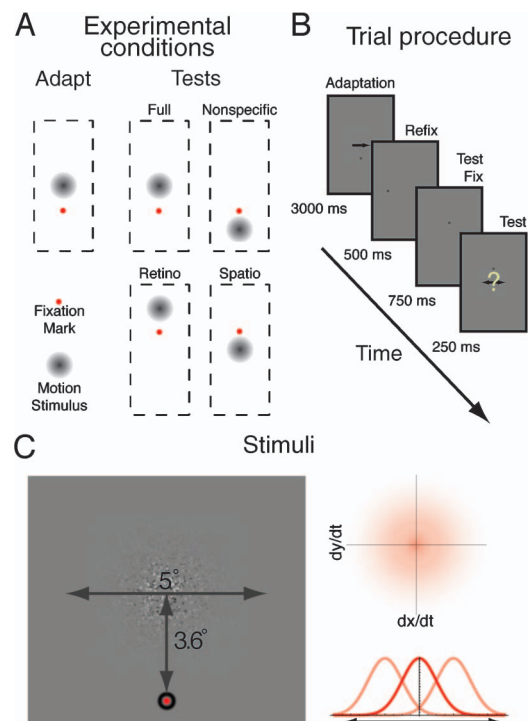 A
Experimental
conditions
Adapt
Tests
Full
Nonspecific
Retino
Spatio
Fixation
Mark
Motion
Stimulus
B
Trial procedure
Adaptation
Refix
Test
Fix
Test
?
3000 ms
500 ms
750 ms
250 ms
Time
C
Stimuli
5°
3.6°
dy/dt
dx/dt